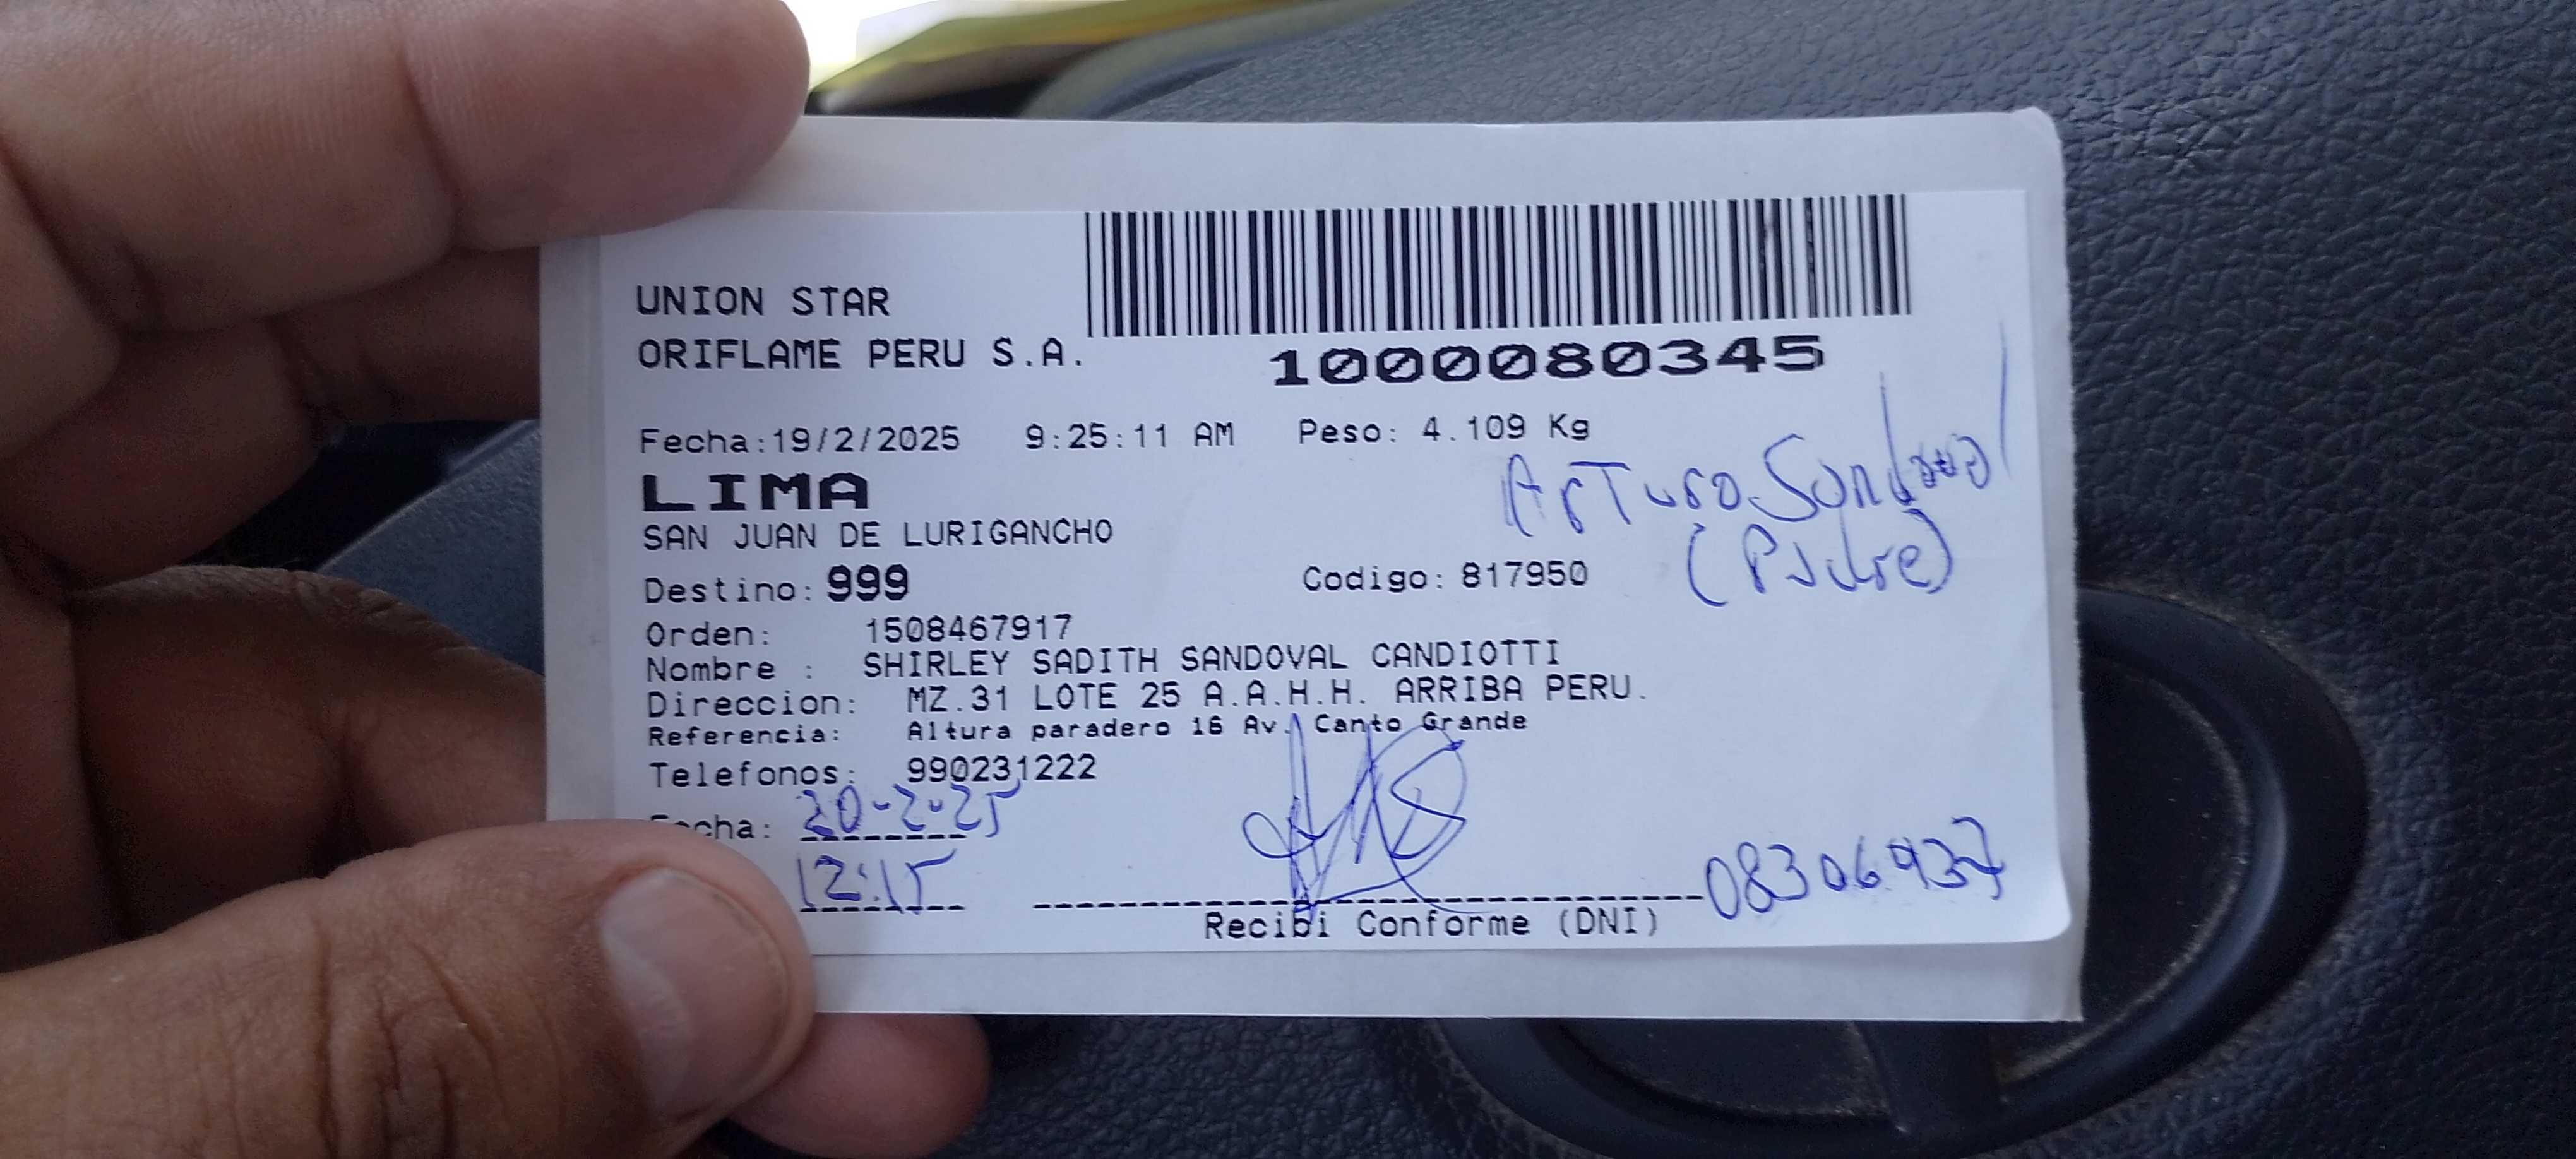 UNION STAR
ORIFLAME PERU S.A.
1000080345
Fecha:19/2/2025 9:25:11 AM Peso: 4.109 Kg
LIMA
SAN JUAN DE LURIGANCHO
Arturo Sandoval
(Padre)
Destino: 999 Codigo: 817950
Orden: 1508467917
Nombre : SHIRLEY SADITH SANDOVAL CANDIOTTI
Direccion: MZ.31 LOTE 25 A.A.H.H. ARRIBA PERU.
Referencia: Altura paradero 16 Av. Canto Grande
Telefonos: 990231222
Fecha: 20-2-25
12:15
08306937
Recibi Conforme (DNI)